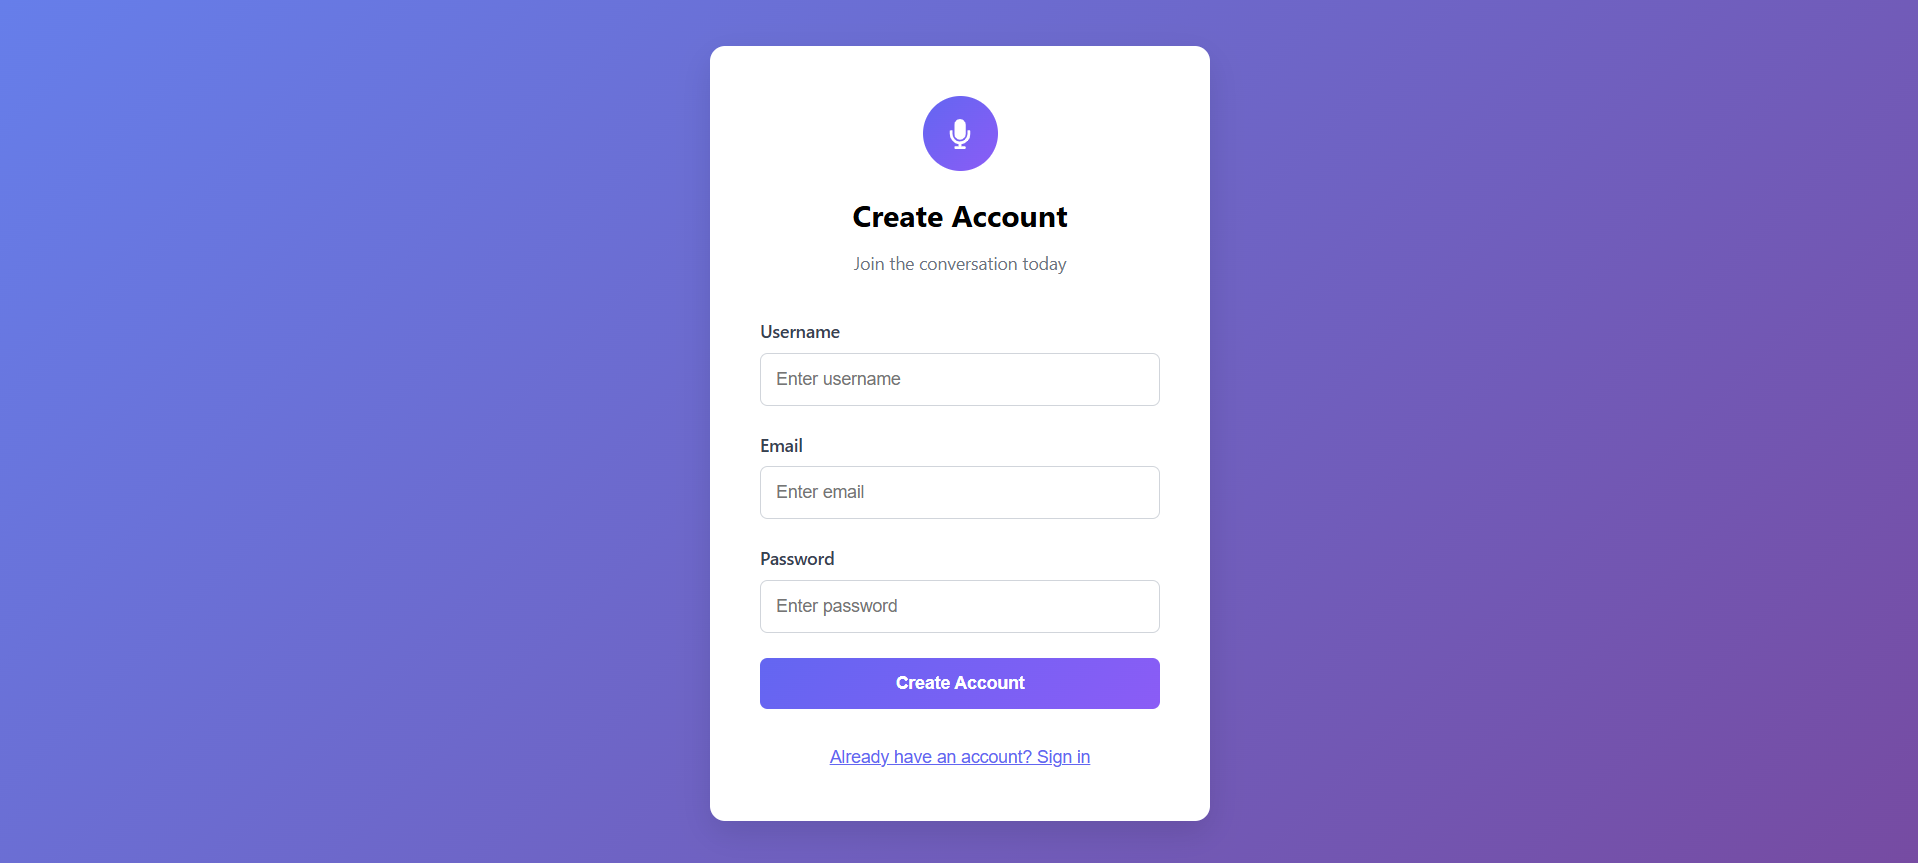 Create Account
Join the conversation today
Username
Enter username
Email
Enter email
Password
Enter password
Create Account
Already have an account? Sign in